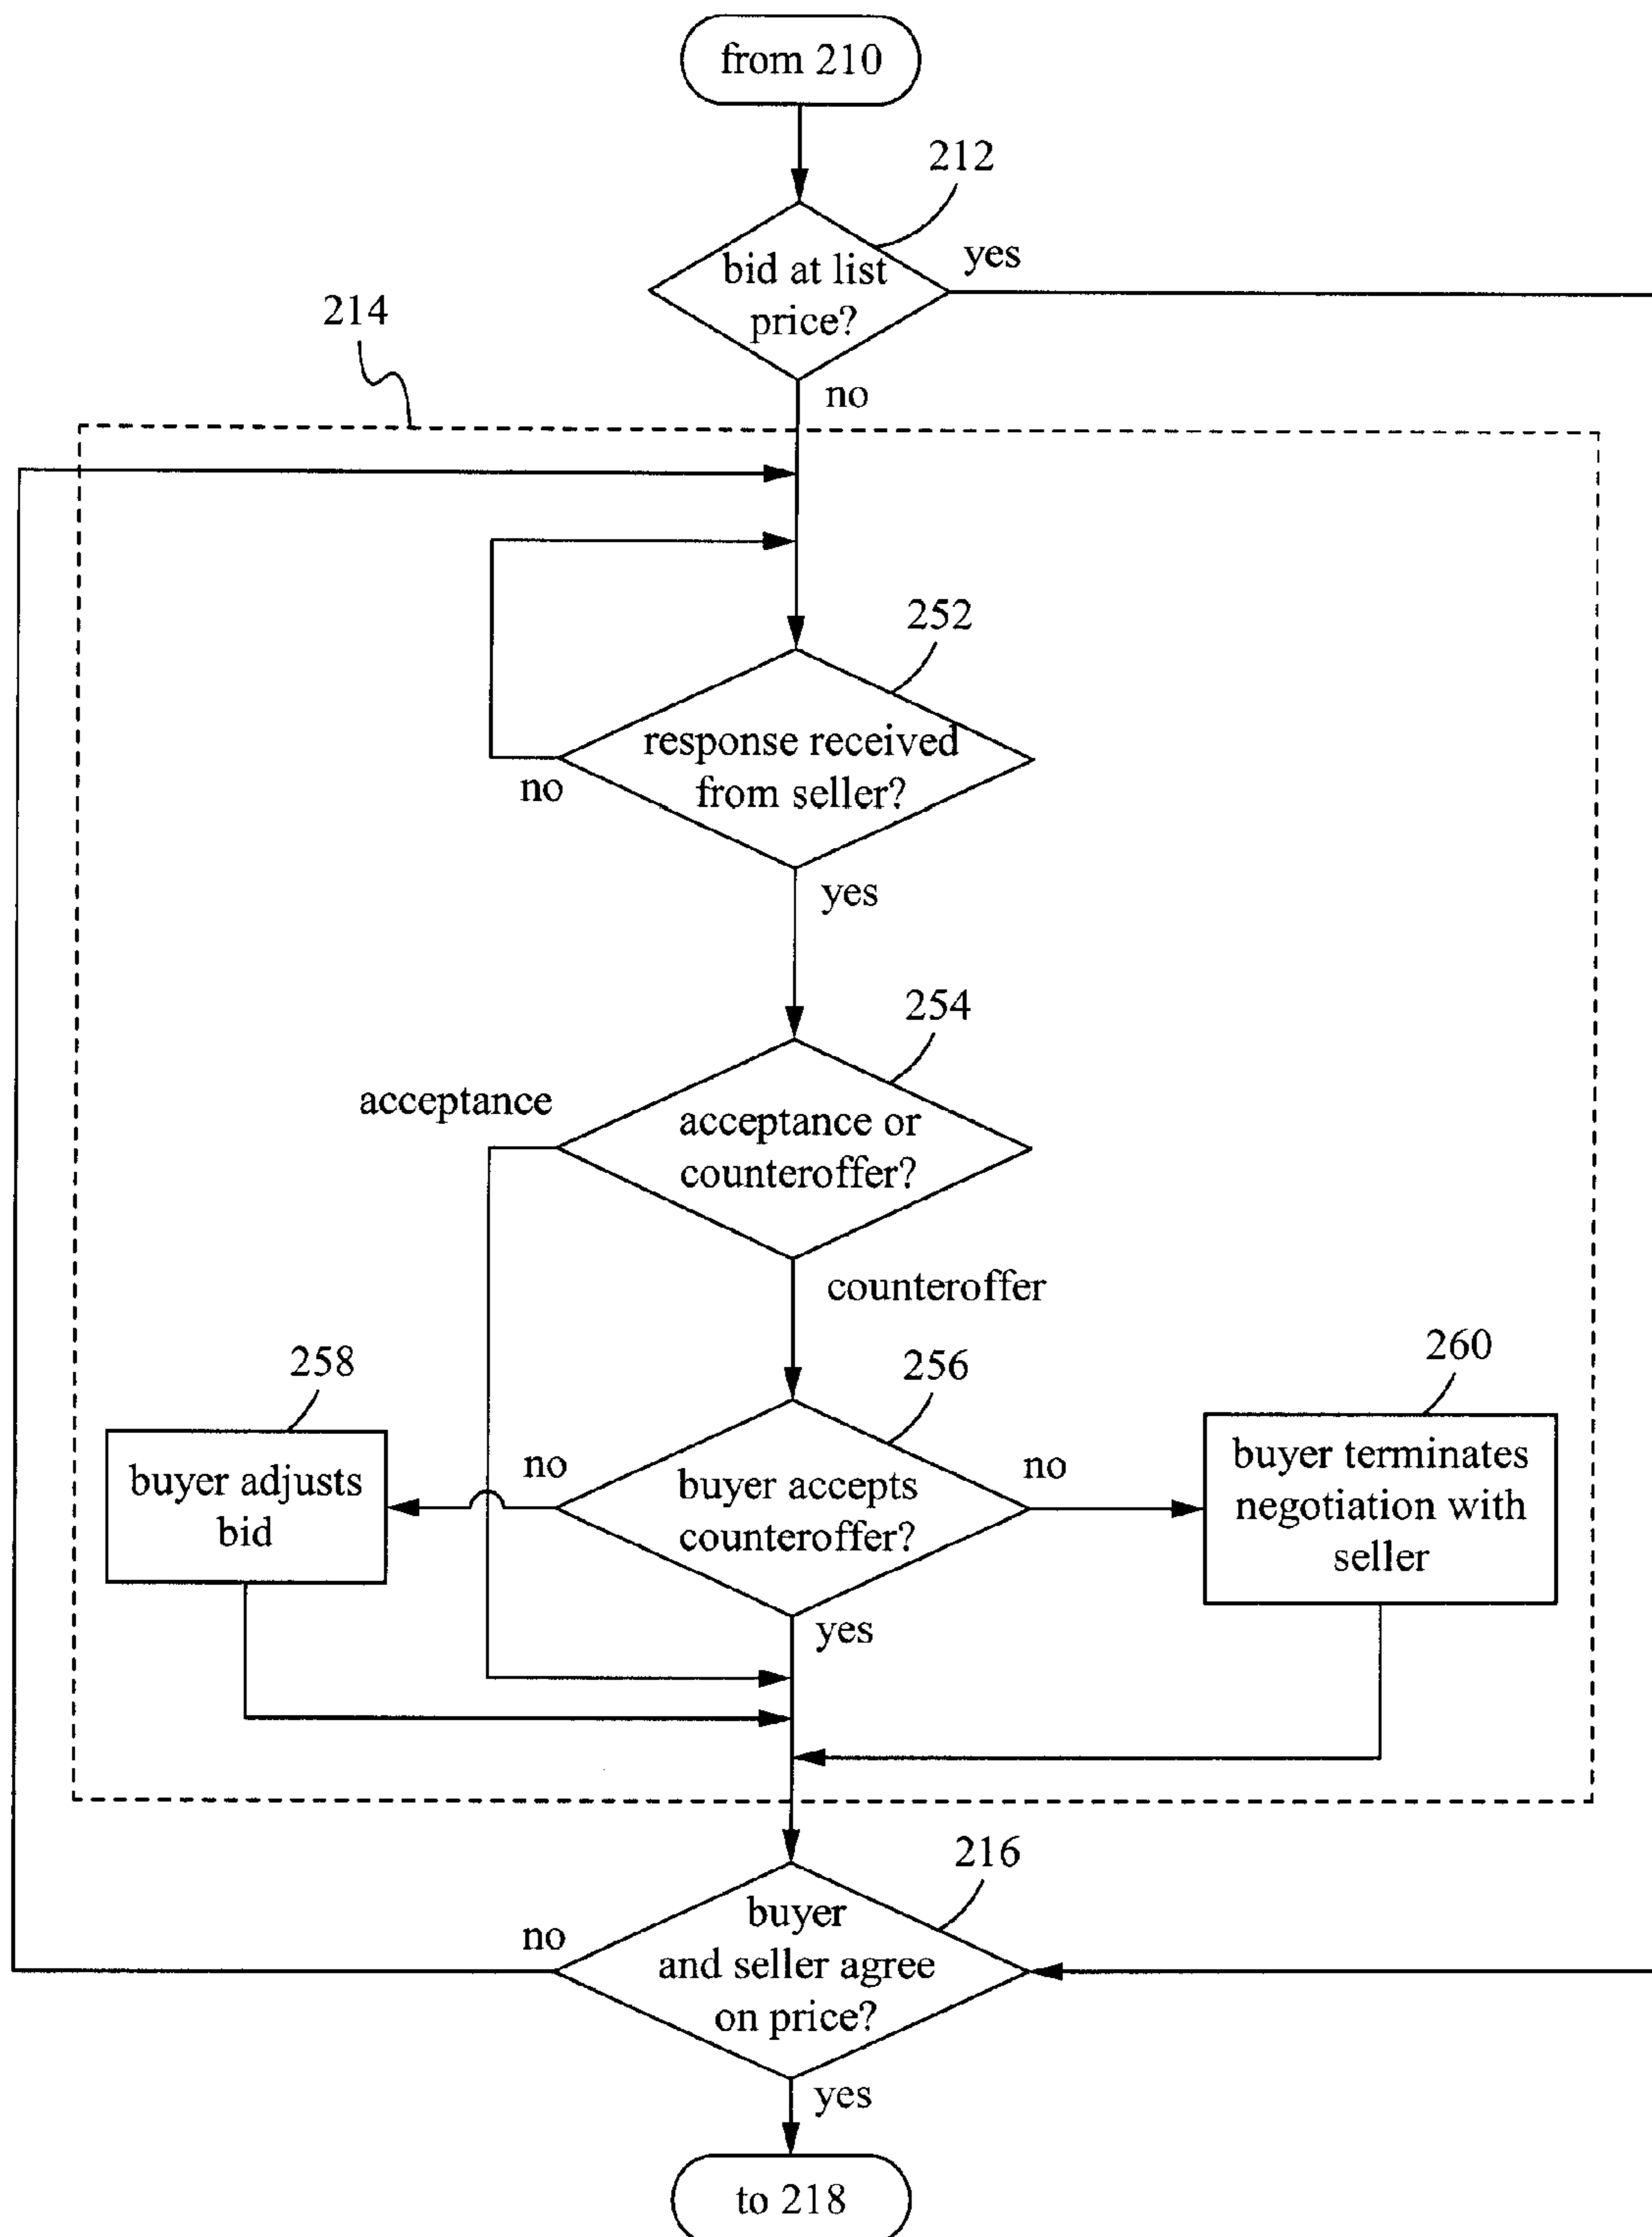 from 210
212
bid at list
price?
yes
214
no
252
response received
from seller?
no
yes
254
acceptance
acceptance or
counteroffer?
counteroffer
258
256
260
buyer adjusts
bid
no
buyer accepts
counteroffer?
no
buyer terminates
negotiation with
seller
yes
216
no
buyer
and seller agree
on price?
yes
to 218